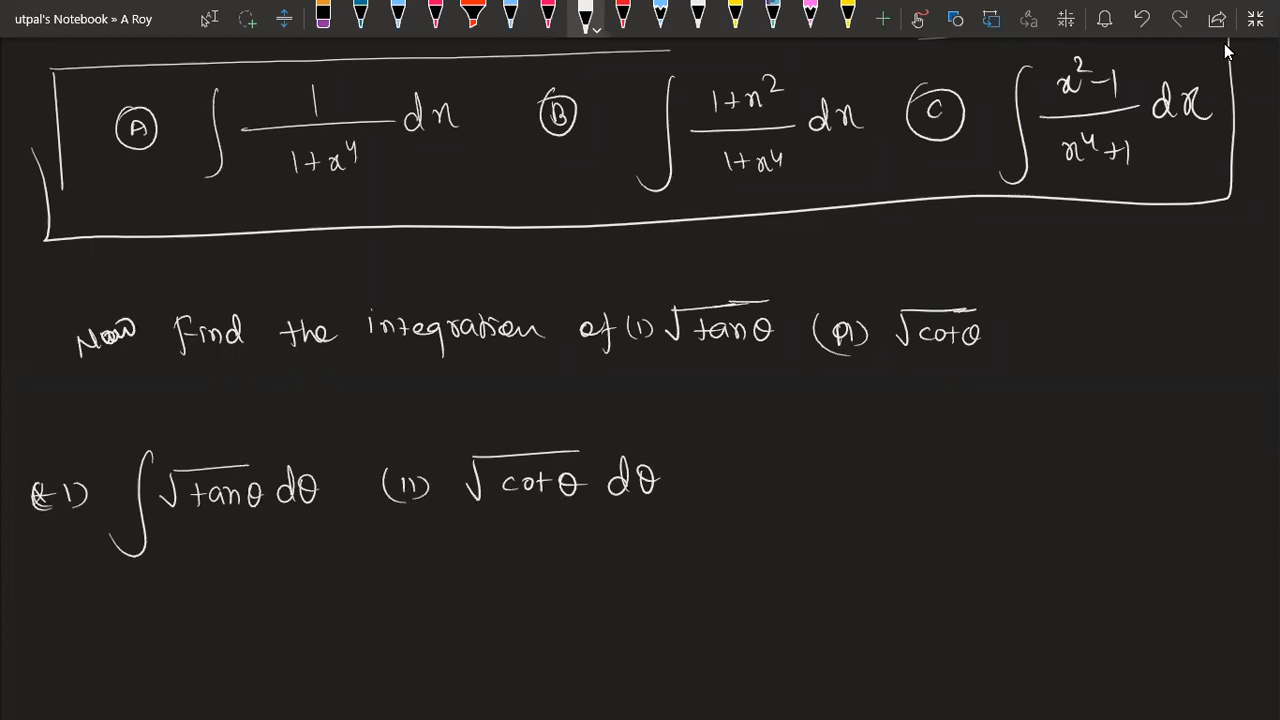 utpal's Notebook » A Roy
(A) ∫ 1/(1+x⁴) dx (B) ∫ (1+x²)/(1+x⁴) dx (C) ∫ (x²-1)/(x⁴+1) dx
Now Find the integration of (i) √tanθ (ii) √cotθ
(i) ∫ √tanθ dθ (ii) √cotθ dθ